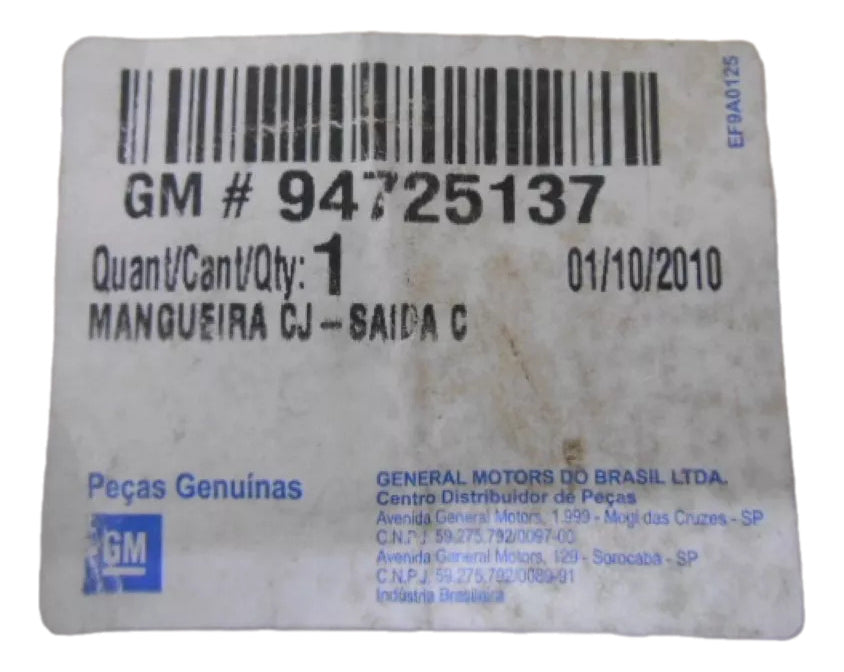 EF9A0125
GM # 94725137
Quant/Cant/Qty: 1 01/10/2010
MANGUEIRA CJ - SAIDA C
Peças Genuínas
GM
GENERAL MOTORS DO BRASIL LTDA.
Centro Distribuidor de Peças
Avenida General Motors, 1.999 - Mogi das Cruzes - SP
C.N.P.J. 59.275.792/0097-00
Avenida General Motors, 129 - Sorocaba - SP
C.N.P.J. 59.275.792/0089-91
Indústria Brasileira